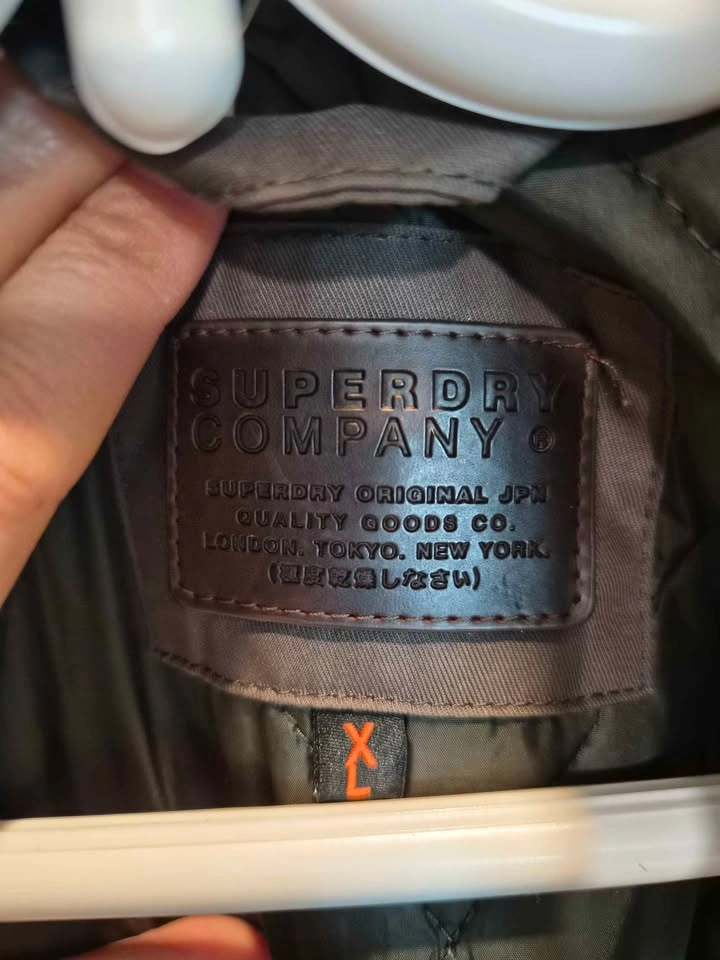 SUPERDRY
COMPANY ®
SUPERDRY ORIGINAL JPN
QUALITY GOODS CO.
LONDON. TOKYO. NEW YORK.
(極度乾燥しなさい)
XL